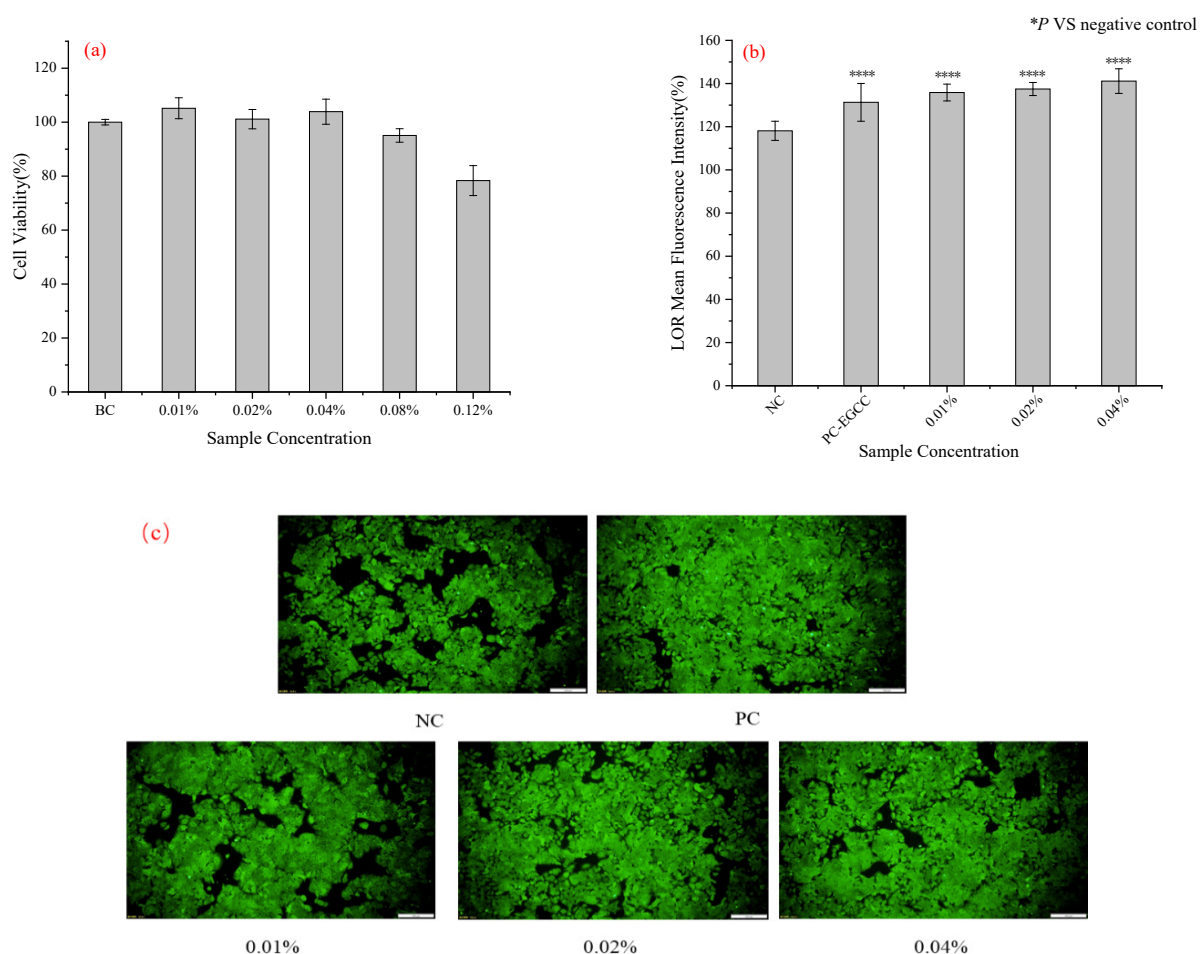 *P VS negative control
(a)
120
100
80
60
40
20
0
Cell Viability(%)
BC 0.01% 0.02% 0.04% 0.08% 0.12%
Sample Concentration
(b)
160
140
120
100
80
60
40
20
0
LOR Mean Fluorescence Intensity(%)
**** **** **** ****
NC PC-EGCC 0.01% 0.02% 0.04%
Sample Concentration
(c)
NC PC
0.01% 0.02% 0.04%